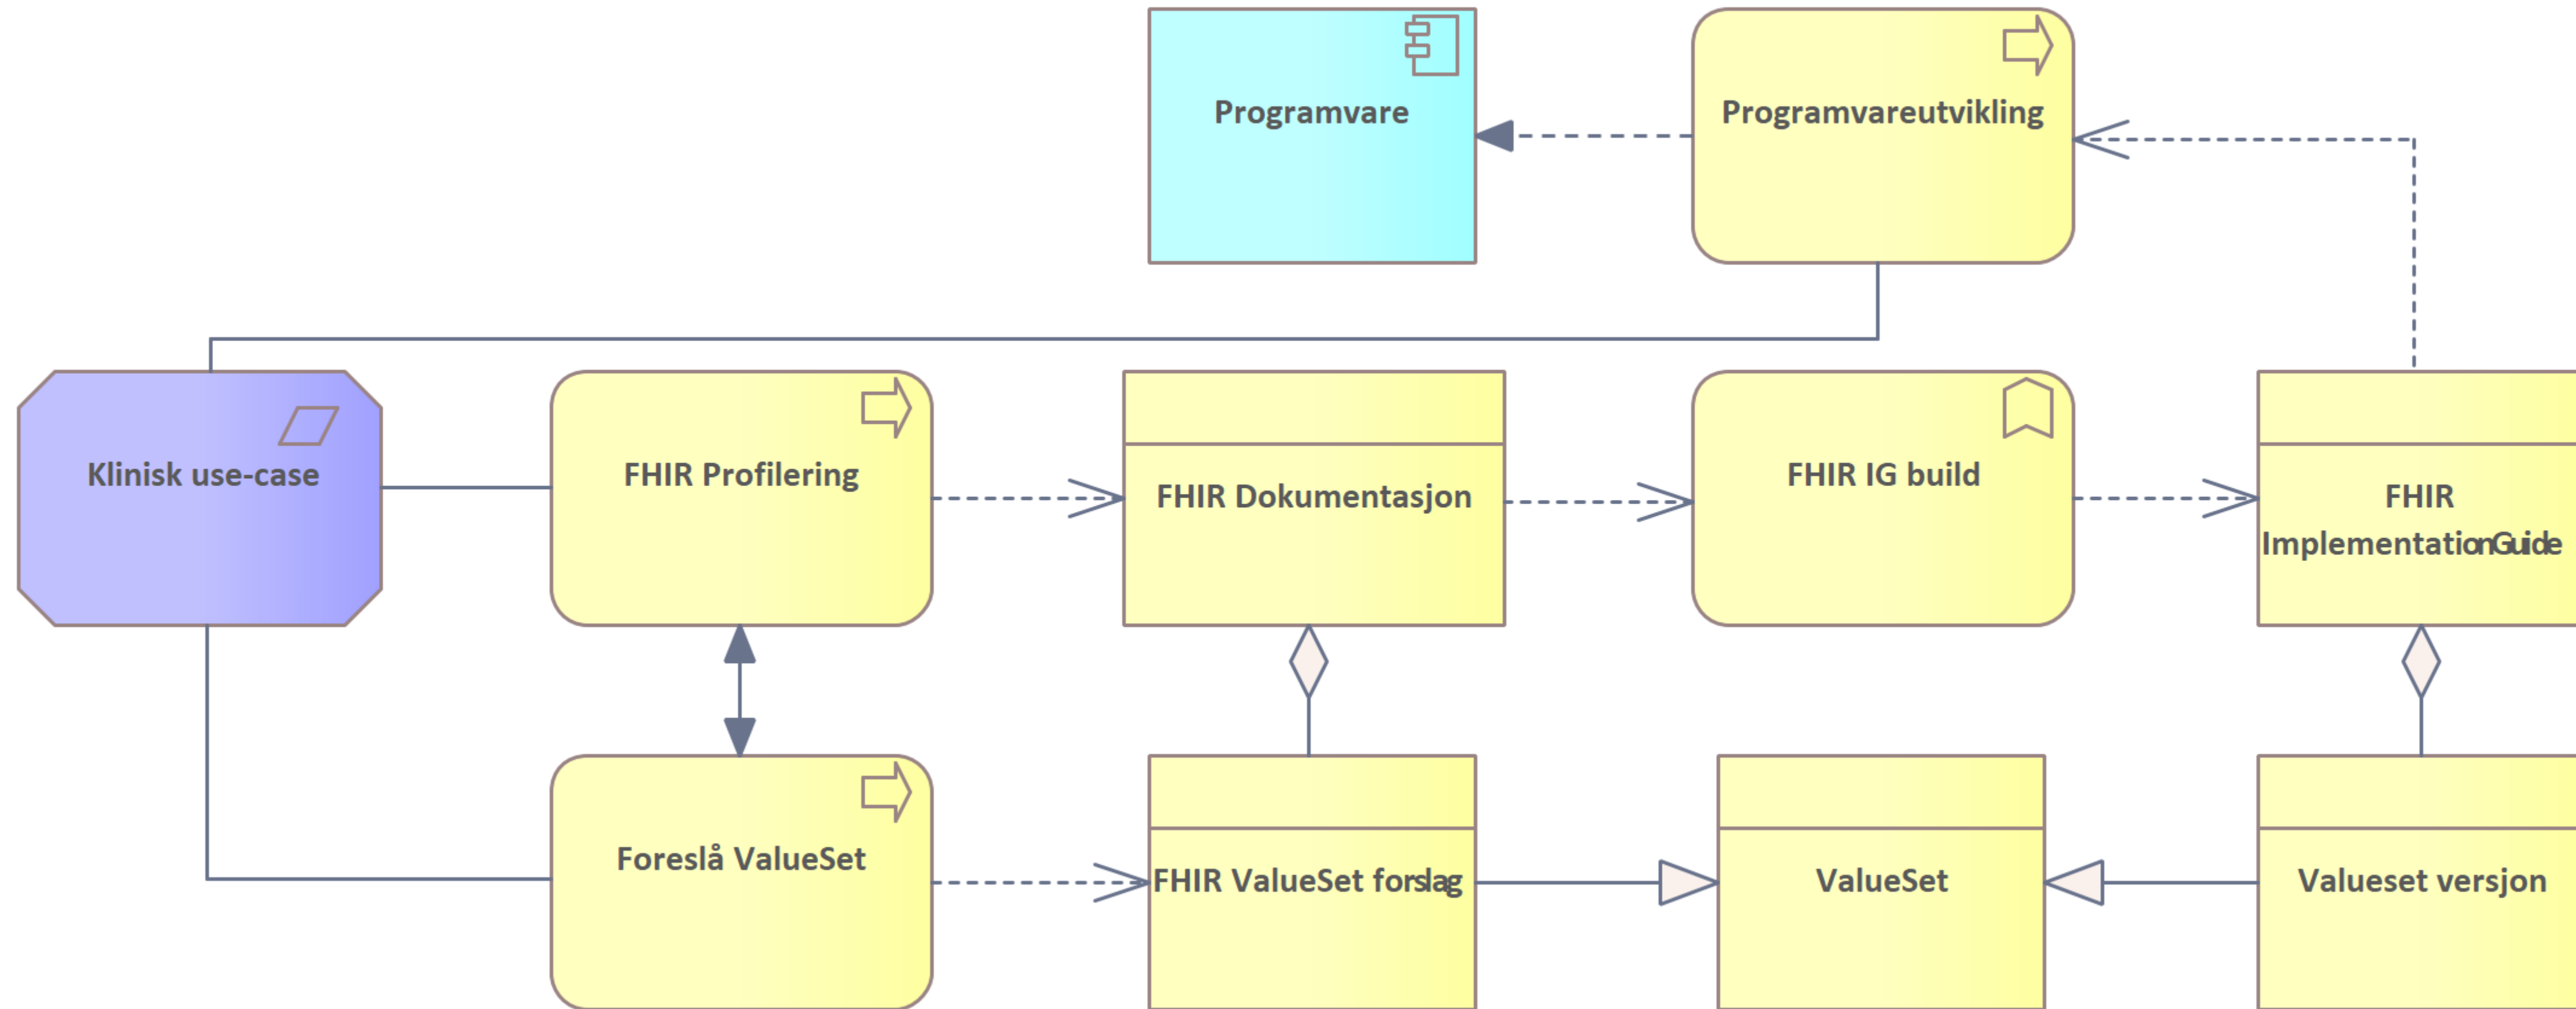 Programvare
Programvareutvikling
Klinisk use-case
FHIR Profilering
FHIR Dokumentasjon
FHIR IG build
FHIR
ImplementationGuide
Foreslå ValueSet
FHIR ValueSet forslag
ValueSet
Valueset versjon